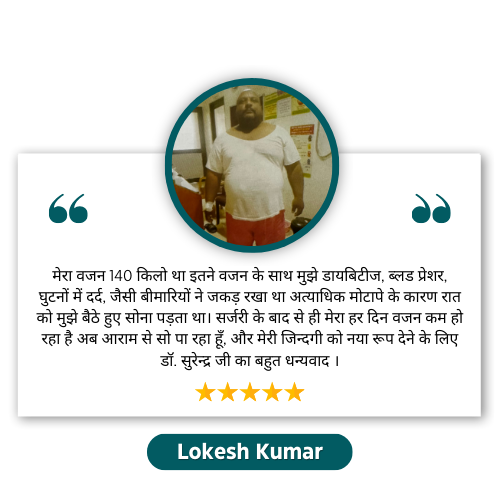 मेरा वजन 140 किलो था इतने वजन के साथ मुझे डायबिटीज, ब्लड प्रेशर,
घुटनों में दर्द, जैसी बीमारियों ने जकड़ रखा था अत्याधिक मोटापे के कारण रात
को मुझे बैठे हुए सोना पड़ता था। सर्जरी के बाद से ही मेरा हर दिन वजन कम हो
रहा है अब आराम से सो पा रहा हूँ, और मेरी जिन्दगी को नया रूप देने के लिए
डॉ. सुरेन्द्र जी का बहुत धन्यवाद ।
Lokesh Kumar